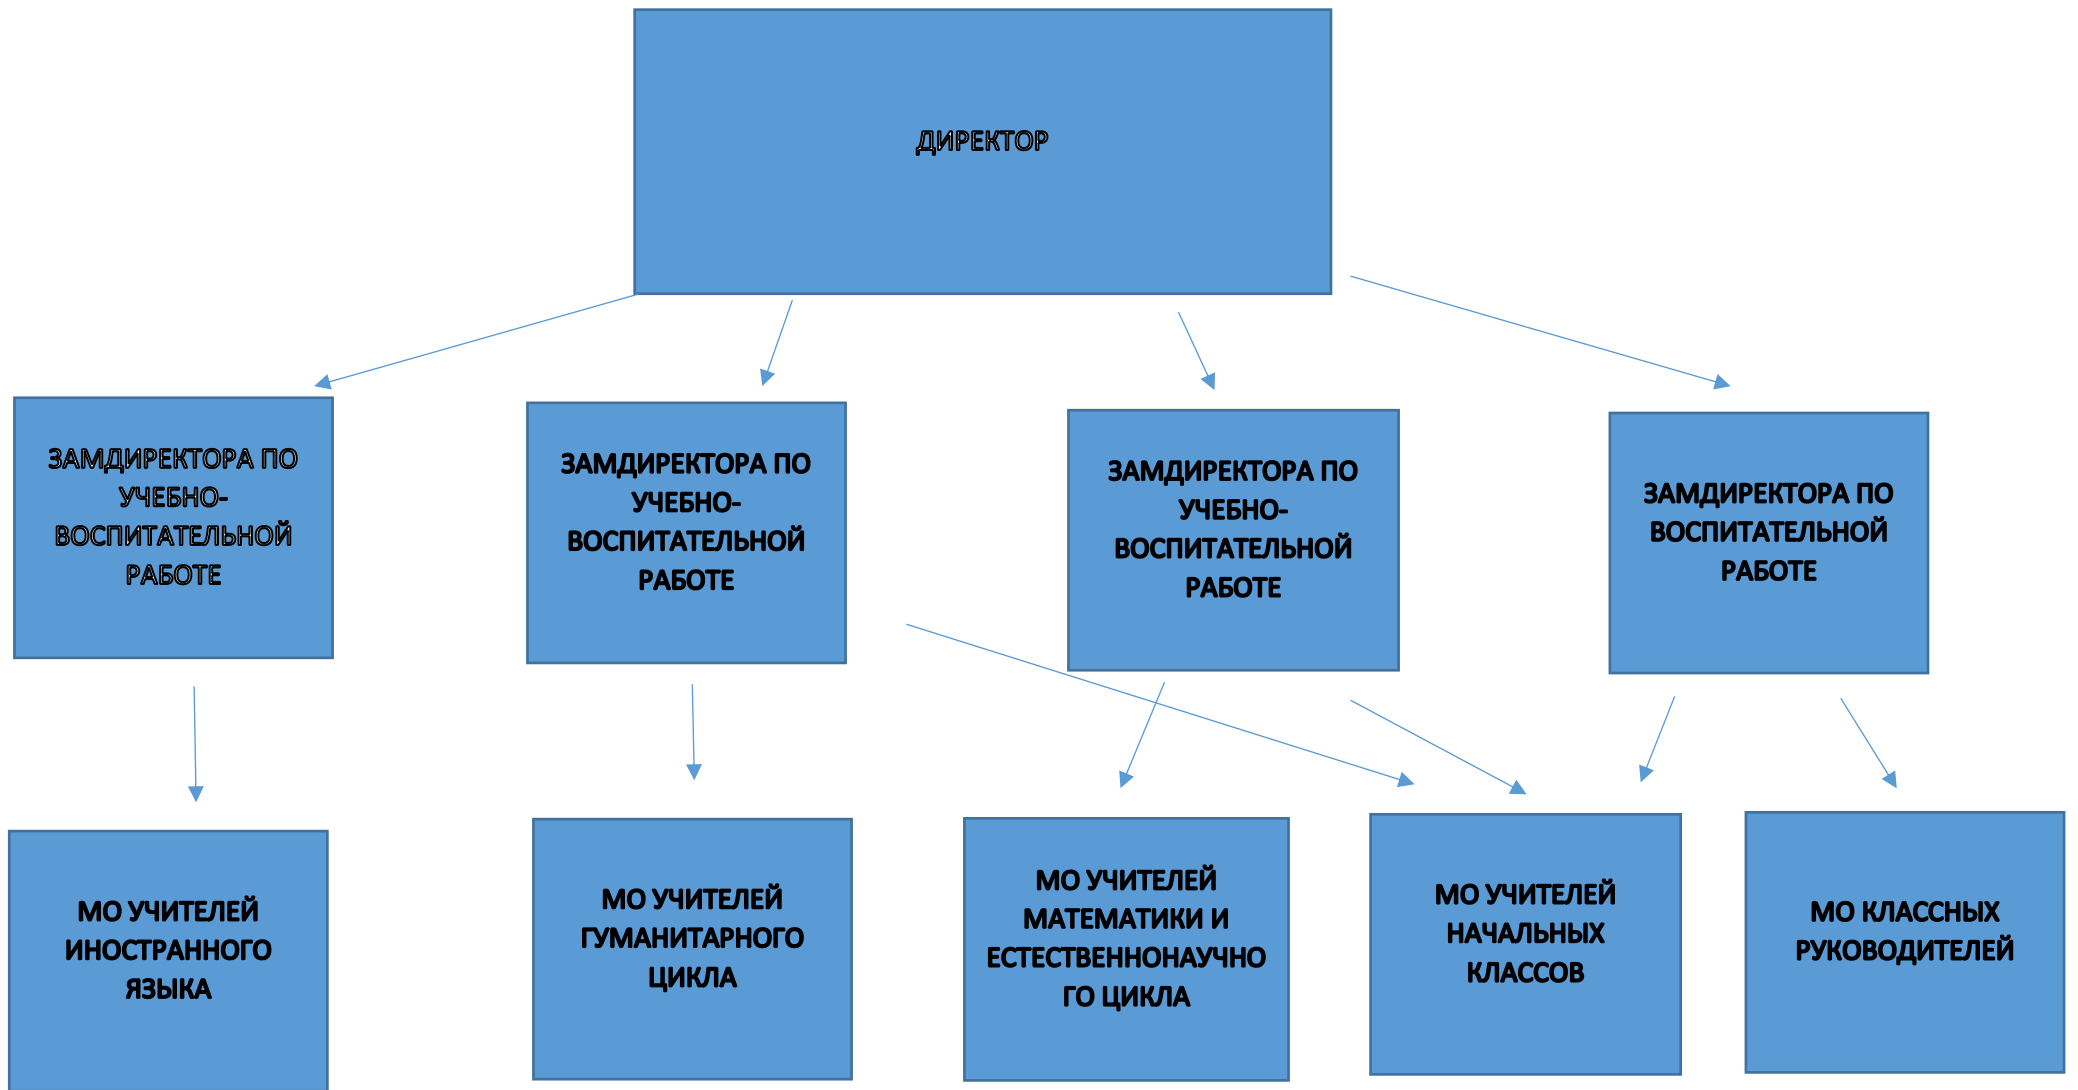 ДИРЕКТОР
ЗАМДИРЕКТОРА ПО
УЧЕБНО-
ВОСПИТАТЕЛЬНОЙ
РАБОТЕ
ЗАМДИРЕКТОРА ПО
УЧЕБНО-
ВОСПИТАТЕЛЬНОЙ
РАБОТЕ
ЗАМДИРЕКТОРА ПО
УЧЕБНО-
ВОСПИТАТЕЛЬНОЙ
РАБОТЕ
ЗАМДИРЕКТОРА ПО
ВОСПИТАТЕЛЬНОЙ
РАБОТЕ
МО УЧИТЕЛЕЙ
ИНОСТРАННОГО
ЯЗЫКА
МО УЧИТЕЛЕЙ
ГУМАНИТАРНОГО
ЦИКЛА
МО УЧИТЕЛЕЙ
МАТЕМАТИКИ И
ЕСТЕСТВЕННОНАУЧНО
ГО ЦИКЛА
МО УЧИТЕЛЕЙ
НАЧАЛЬНЫХ
КЛАССОВ
МО КЛАССНЫХ
РУКОВОДИТЕЛЕЙ